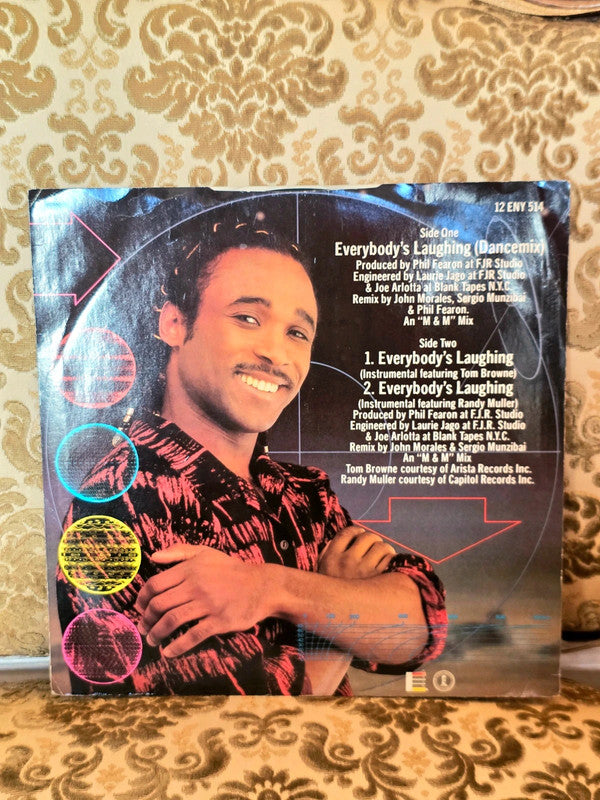 12 ENY 514
Side One
Everybody's Laughing (Dancemix)
Produced by Phil Fearon at FJR Studio
Engineered by Laurie Jago at FJR Studio
& Joe Arlotta at Blank Tapes N.Y.C.
Remix by John Morales, Sergio Munzibai
& Phil Fearon.
An "M & M" Mix
Side Two
1. Everybody's Laughing
(Instrumental featuring Tom Browne)
2. Everybody's Laughing
(Instrumental featuring Randy Muller)
Produced by Phil Fearon at F.J.R. Studio
Engineered by Laurie Jago at F.J.R Studio
& Joe Arlotta at Blank Tapes N.Y.C.
Remix by John Morales & Sergio Munzibai
An "M & M" Mix
Tom Browne courtesy of Arista Records Inc.
Randy Muller courtesy of Capitol Records Inc.